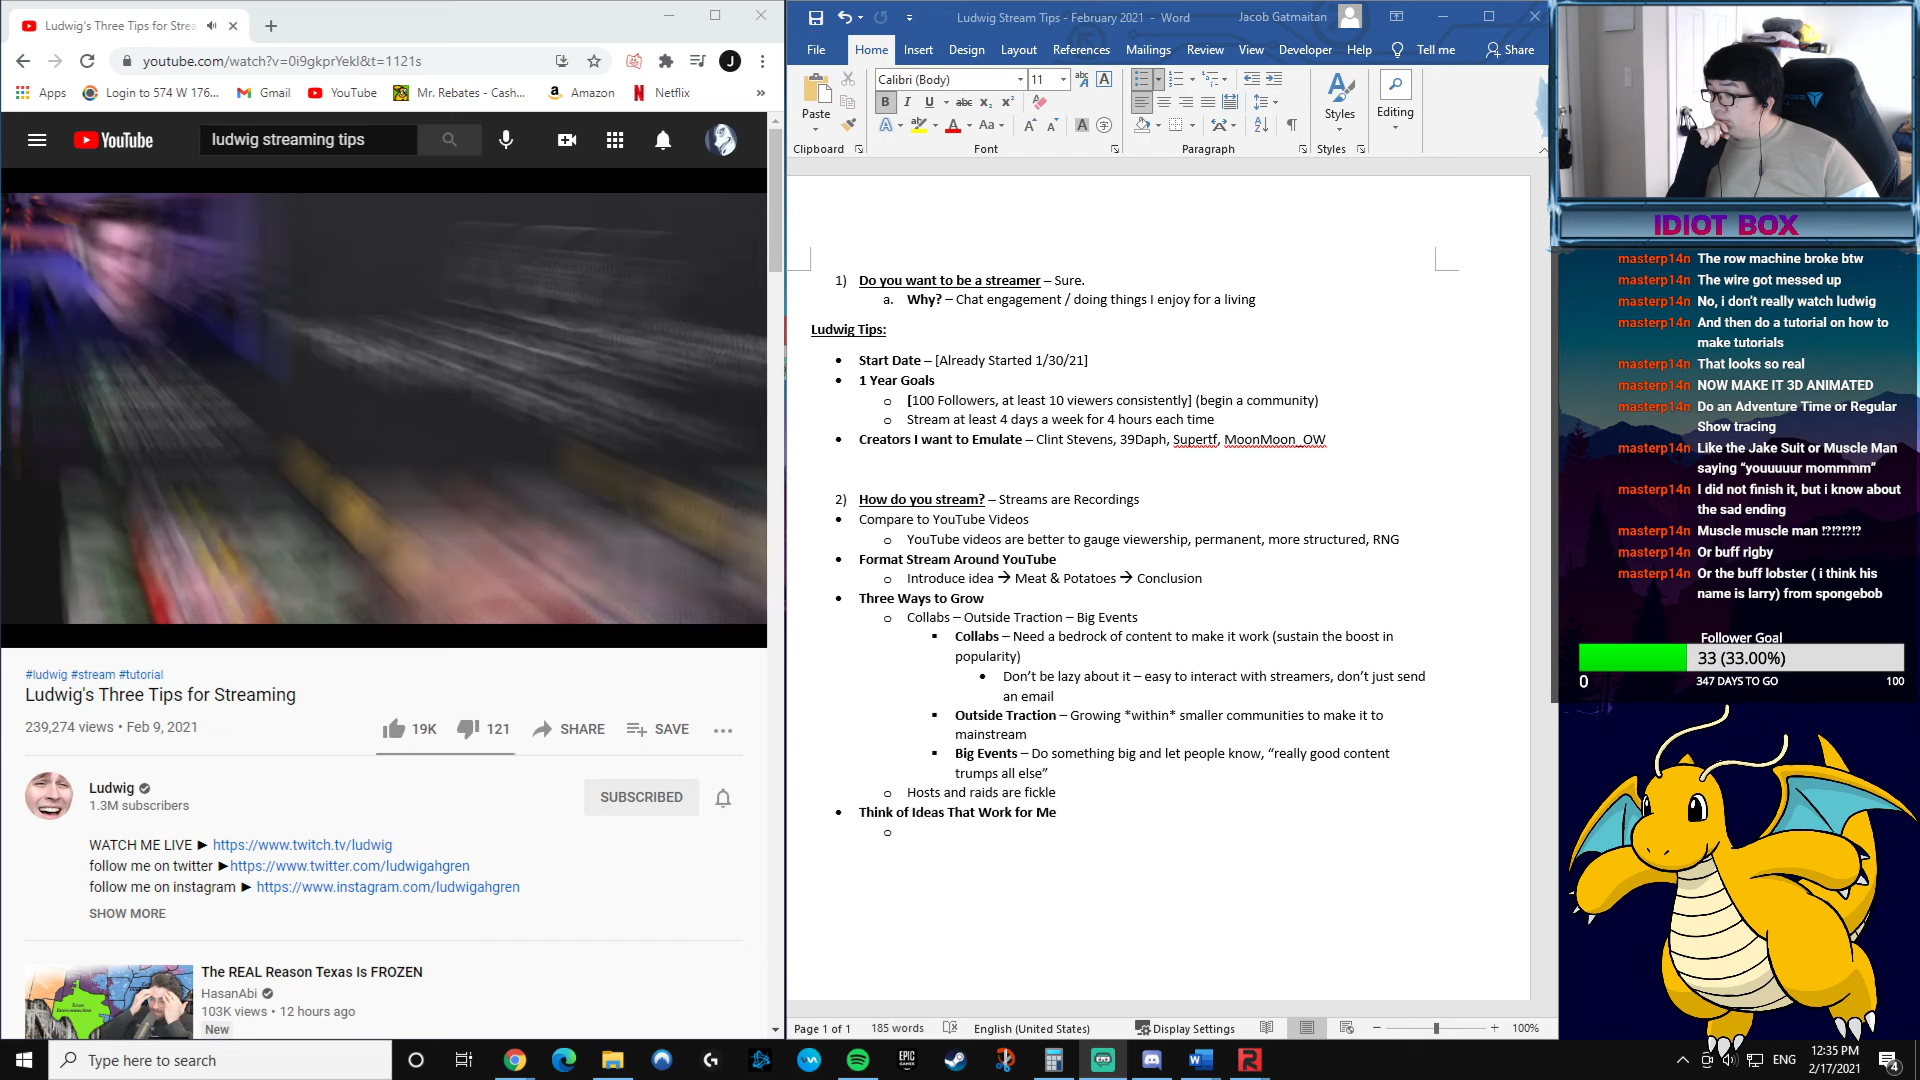 Ludwig's Three Tips for Strea
youtube.com/watch?v=0i9gkprYekI&t=1121s
Apps
Login to 574 W 176...
Gmail
YouTube
Mr. Rebates - Cash...
Amazon
Netflix
»
YouTube
ludwig streaming tips
#ludwig #stream #tutorial
Ludwig's Three Tips for Streaming
239,274 views • Feb 9, 2021
19K
121
SHARE
SAVE
Ludwig
1.3M subscribers
SUBSCRIBED
WATCH ME LIVE ► https://www.twitch.tv/ludwig
follow me on twitter ►https://www.twitter.com/ludwigahgren
follow me on instagram ► https://www.instagram.com/ludwigahgren
SHOW MORE
The REAL Reason Texas Is FROZEN
HasanAbi
103K views • 12 hours ago
New
Ludwig Stream Tips - February 2021 - Word
Jacob Gatmaitan
File
Home
Insert
Design
Layout
References
Mailings
Review
View
Developer
Help
Tell me
Share
Paste
Clipboard
Calibri (Body)
11
Font
Paragraph
Styles
Styles
Editing
1) Do you want to be a streamer – Sure.
a. Why? – Chat engagement / doing things I enjoy for a living
Ludwig Tips:
• Start Date – [Already Started 1/30/21]
• 1 Year Goals
o [100 Followers, at least 10 viewers consistently] (begin a community)
o Stream at least 4 days a week for 4 hours each time
• Creators I want to Emulate – Clint Stevens, 39Daph, Supertf, MoonMoon_OW
2) How do you stream? – Streams are Recordings
• Compare to YouTube Videos
o YouTube videos are better to gauge viewership, permanent, more structured, RNG
• Format Stream Around YouTube
o Introduce idea → Meat & Potatoes → Conclusion
• Three Ways to Grow
o Collabs – Outside Traction – Big Events
▪ Collabs – Need a bedrock of content to make it work (sustain the boost in
popularity)
• Don't be lazy about it – easy to interact with streamers, don't just send
an email
▪ Outside Traction – Growing *within* smaller communities to make it to
mainstream
▪ Big Events – Do something big and let people know, “really good content
trumps all else”
o Hosts and raids are fickle
• Think of Ideas That Work for Me
o
Page 1 of 1
185 words
English (United States)
Display Settings
100%
IDIOT BOX
masterp14n The row machine broke btw
masterp14n The wire got messed up
masterp14n No, i don't really watch ludwig
masterp14n And then do a tutorial on how to
make tutorials
masterp14n That looks so real
masterp14n NOW MAKE IT 3D ANIMATED
masterp14n Do an Adventure Time or Regular
Show tracing
masterp14n Like the Jake Suit or Muscle Man
saying “youuuur mommmm”
masterp14n I did not finish it, but i know about
the sad ending
masterp14n Muscle muscle man !?!?!?!?
masterp14n Or buff rigby
masterp14n Or the buff lobster ( i think his
name is larry) from spongebob
Follower Goal
33 (33.00%)
0
347 DAYS TO GO
100
Type here to search
ENG
12:35 PM
2/17/2021
4